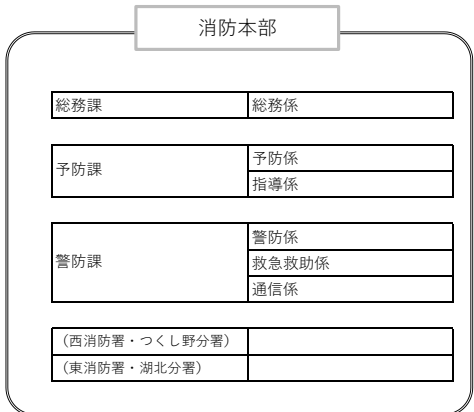 消防本部
総務課 総務係
予防課 予防係
指導係
警防課 警防係
救急救助係
通信係
（西消防署・つくし野分署）
（東消防署・湖北分署）